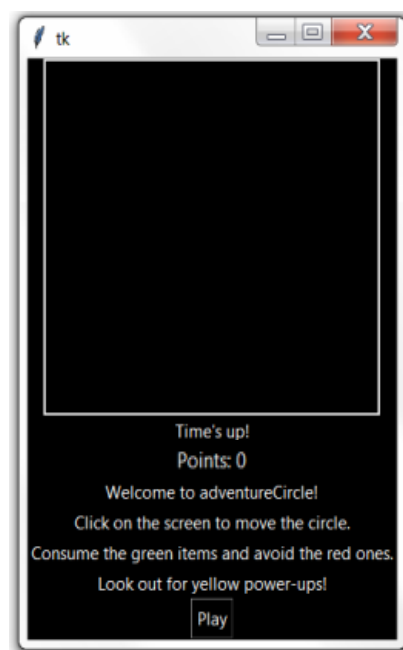 tk
Time's up!
Points: 0
Welcome to adventureCircle!
Click on the screen to move the circle.
Consume the green items and avoid the red ones.
Look out for yellow power-ups!
Play